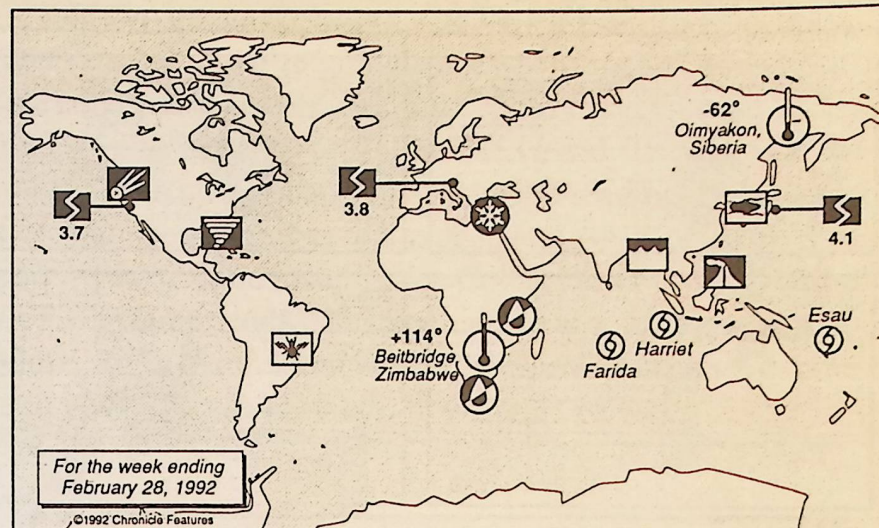 -62°
Oimyakon,
Siberia
3.7
3.8
4.1
+114°
Beitbridge,
Zimbabwe
Esau
Harriet
Farida
For the week ending
February 28, 1992
©1992 Chronicle Features